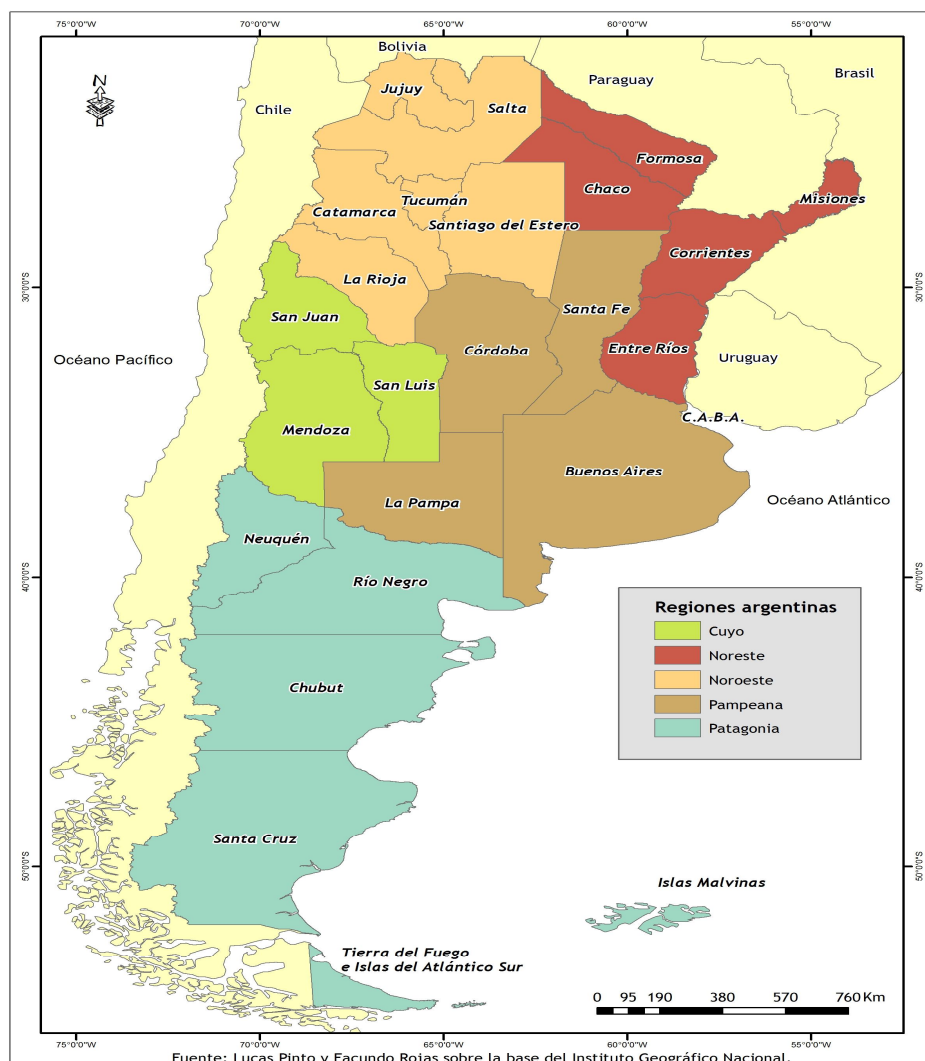 75°0'0"S
70°0'0"W
65°0'0"W
60°0'0"W
55°0'0"W
Bolivia
Paraguay
Brasil
N
Chile
Jujuy
Salta
Formosa
Chaco
Misiones
Tucumán
Catamarca
Santiago del Estero
Corrientes
La Rioja
30°0'0"S
30°0'0"S
San Juan
Santa Fe
Océano Pacífico
Córdoba
Entre Ríos
Uruguay
San Luis
C.A.B.A.
Mendoza
Buenos Aires
Océano Atlántico
La Pampa
Neuquén
Río Negro
40°0'0"S
40°0'0"S
Regiones argentinas
Cuyo
Noreste
Noroeste
Pampeana
Patagonia
Chubut
Santa Cruz
50°0'0"S
50°0'0"S
Islas Malvinas
Tierra del Fuego
e Islas del Atlántico Sur
0 95 190 380 570 760 Km
75°0'0"W
70°0'0"W
65°0'0"W
60°0'0"W
55°0'0"W
Fuente: Lucas Pinto y Facundo Rojas sobre la base del Instituto Geográfico Nacional.